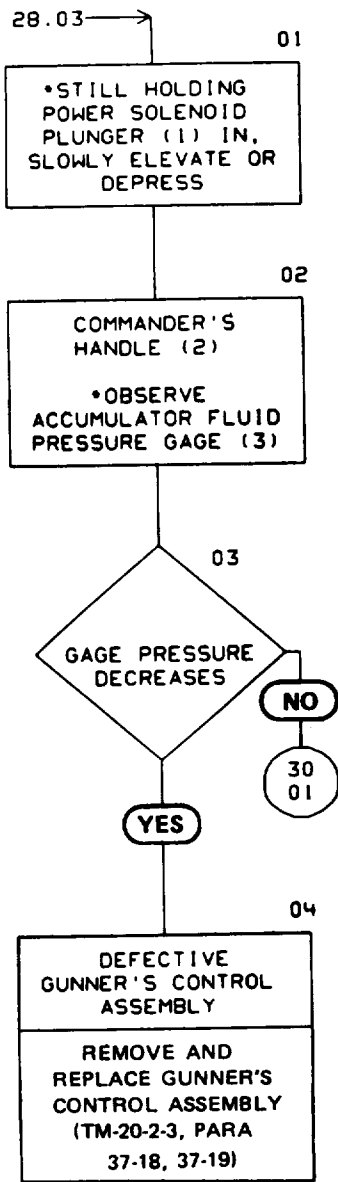 28.03
01
•STILL HOLDING
POWER SOLENOID
PLUNGER (1) IN,
SLOWLY ELEVATE OR
DEPRESS
02
COMMANDER'S
HANDLE (2)
•OBSERVE
ACCUMULATOR FLUID
PRESSURE GAGE (3)
03
GAGE PRESSURE
DECREASES
NO
30
01
YES
04
DEFECTIVE
GUNNER'S CONTROL
ASSEMBLY
REMOVE AND
REPLACE GUNNER'S
CONTROL ASSEMBLY
(TM-20-2-3, PARA
37-18, 37-19)